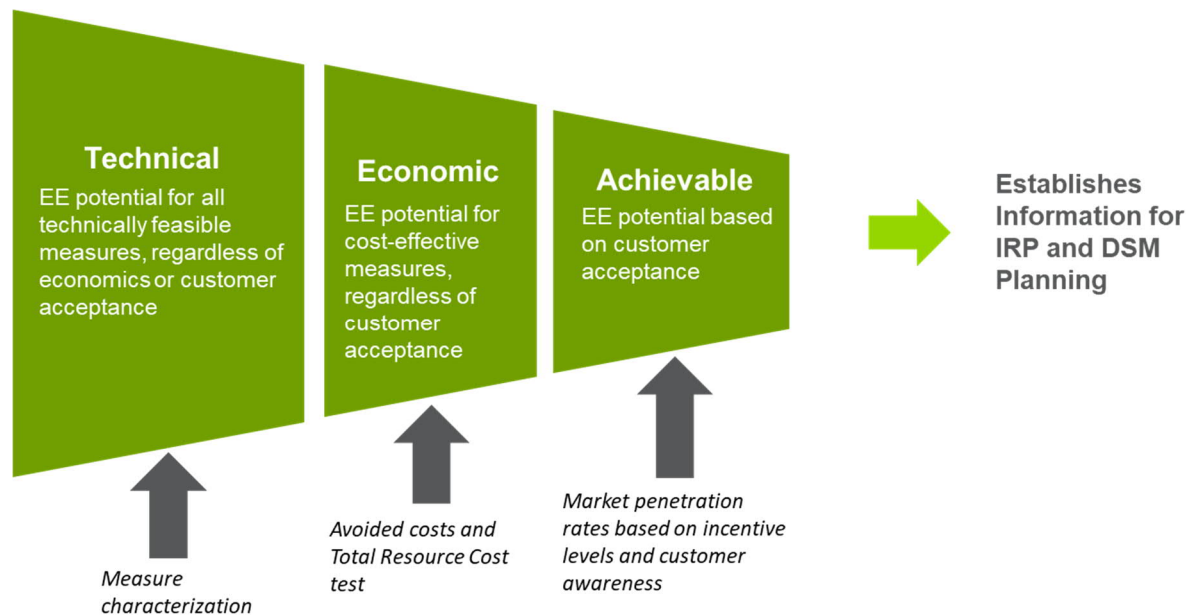 Technical
EE potential for all
technically feasible
measures, regardless of
economics or customer
acceptance
Economic
EE potential for
cost-effective
measures,
regardless of
customer
acceptance
Achievable
EE potential based
on customer
acceptance
Establishes
Information for
IRP and DSM
Planning
Measure
characterization
Avoided costs and
Total Resource Cost
test
Market penetration
rates based on incentive
levels and customer
awareness